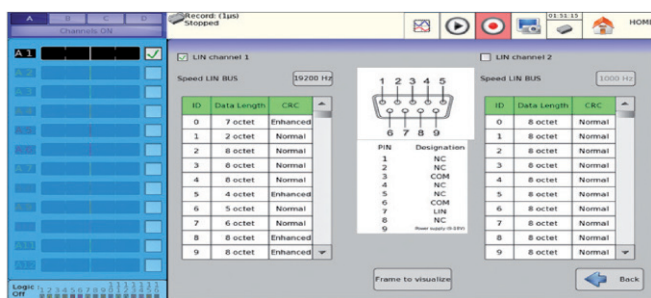 A B C D
Channels ON
Record: (1µs)
Stopped
01:51:15
HOME
A1
A2
A3
A7
A11
A12
LIN channel 1
LIN channel 2
Speed LIN BUS 19200 Hz
Speed LIN BUS 1000 Hz
ID Data Length CRC
0 7 octet Enhanced
1 2 octet Normal
2 8 octet Normal
3 8 octet Normal
4 8 octet Normal
5 4 octet Enhanced
6 5 octet Normal
7 6 octet Normal
8 8 octet Enhanced
9 8 octet Enhanced
1 2 3 4 5
6 7 8 9
PIN Designation
1 NC
2 NC
3 COM
4 NC
5 NC
6 COM
7 LIN
8 NC
9 Power supply
ID Data Length CRC
0 8 octet Normal
1 8 octet Normal
2 8 octet Normal
3 8 octet Normal
4 8 octet Normal
5 8 octet Normal
6 8 octet Normal
7 8 octet Normal
8 8 octet Normal
9 8 octet Normal
Frame to visualize
Back
Logic
Off